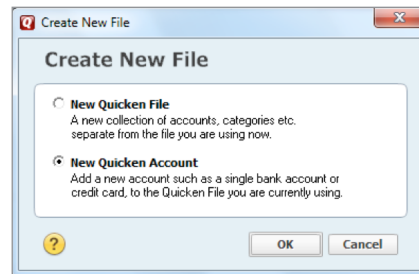 Create New File
Create New File
New Quicken File
A new collection of accounts, categories etc.
separate from the file you are using now.
New Quicken Account
Add a new account such as a single bank account or
credit card, to the Quicken File you are currently using.
? OK Cancel